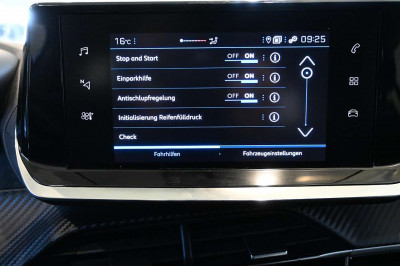 16°C 09:25
Stop and Start OFF ON
Einparkhilfe OFF ON
Antischlupfregelung OFF ON
Initialisierung Reifenfülldruck
Check
Fahrhilfen Fahrzeugeinstellungen
N